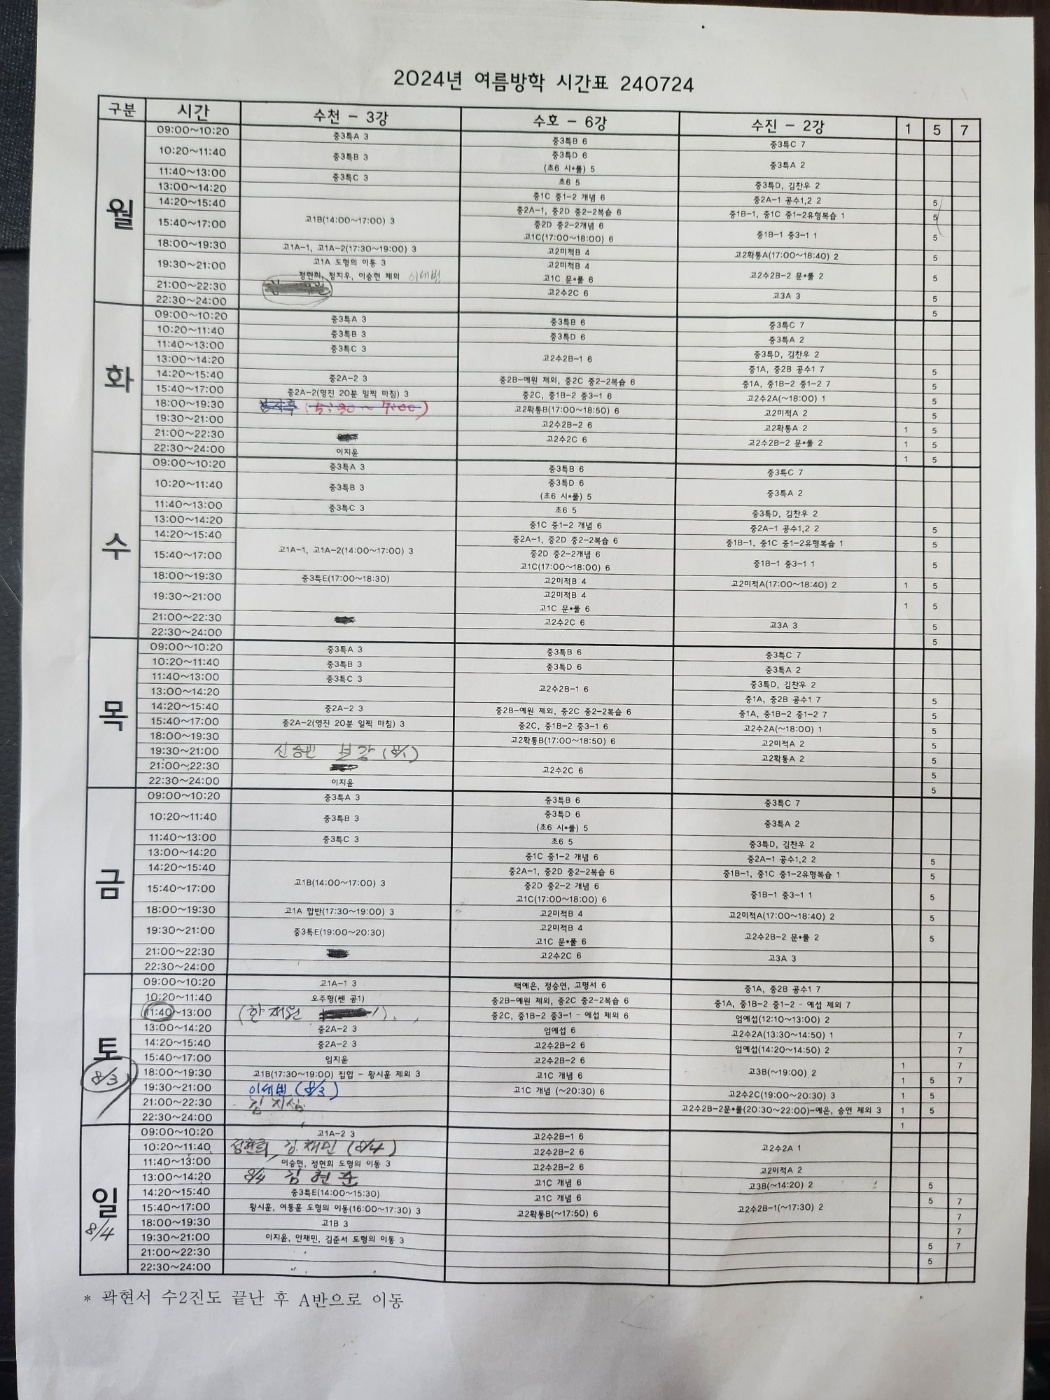 2024년 여름방학 시간표 240724
구분 시간 수천 - 3강 수호 - 6강 수진 - 2강 1 5 7
월
09:00~10:20 중3특A 3 중3특B 6 중3특C 7
10:20~11:40 중3특B 3 중3특D 6 중3특A 2
(초6 시*풀) 5
11:40~13:00 중3특C 3 초6 5
13:00~14:20 중1C 중1-2 개념 6 중3특D, 김찬우 2
14:20~15:40 중2A-1, 중2D 중2-2복습 6 중2A-1 공수1,2 2 5
15:40~17:00 고1B(14:00~17:00) 3 중2D 중2-2개념 6 중1B-1, 중1C 중1-2유형복습 1 5
고1C(17:00~18:00) 6 중1B-1 중3-1 1 5
18:00~19:30 고1A-1, 고1A-2(17:30~19:00) 3 고2미적B 4 고2확통A(17:00~18:40) 2 5
19:30~21:00 고1A 도형의 이동 3 고2미적B 4 고2수2B-2 문*풀 2 5
정현희, 정지우, 이승현 제외 이세범 고1C 문*풀 6
21:00~22:30 고2수2C 6 고3A 3 5
22:30~24:00 5
화
09:00~10:20 중3특A 3 중3특B 6 중3특C 7
10:20~11:40 중3특B 3 중3특D 6 중3특A 2
11:40~13:00 중3특C 3 고2수2B-1 6 중3특D, 김찬우 2
13:00~14:20 중1A, 중2B 공수1 7 5
14:20~15:40 중2A-2 3 중2B-예원 제외, 중2C 중2-2복습 6 중1A, 중1B-2 중1-2 7 5
15:40~17:00 중2A-2(영진 20분 일찍 마침) 3 중2C, 중1B-2 중3-1 6 고2수2A(~18:00) 1 5
18:00~19:30 (5:30~7:00) 고2확통B(17:00~18:50) 6 고2미적A 2 5
19:30~21:00 고2수2B-2 6 고2확통A 2 1 5
21:00~22:30 고2수2C 6 고2수2B-2 문*풀 2 1 5
22:30~24:00 이지윤 1 5
수
09:00~10:20 중3특A 3 중3특B 6 중3특C 7
10:20~11:40 중3특B 3 중3특D 6 중3특A 2
(초6 시*풀) 5
11:40~13:00 중3특C 3 초6 5 중3특D, 김찬우 2
13:00~14:20 중1C 중1-2 개념 6 중2A-1 공수1,2 2 5
14:20~15:40 중2A-1, 중2D 중2-2복습 6 중1B-1, 중1C 중1-2유형복습 1 5
15:40~17:00 고1A-1, 고1A-2(14:00~17:00) 3 중2D 중2-2개념 6 중1B-1 중3-1 1 5
고1C(17:00~18:00) 6
18:00~19:30 중3특E(17:00~18:30) 고2미적B 4 고2미적A(17:00~18:40) 2 1 5
19:30~21:00 고2미적B 4 1 5
고1C 문*풀 6
21:00~22:30 고2수2C 6 고3A 3 5
22:30~24:00 5
목
09:00~10:20 중3특A 3 중3특B 6 중3특C 7
10:20~11:40 중3특B 3 중3특D 6 중3특A 2
11:40~13:00 중3특C 3 고2수2B-1 6 중3특D, 김찬우 2
13:00~14:20 중1A, 중2B 공수1 7 5
14:20~15:40 중2A-2 3 중2B-예원 제외, 중2C 중2-2복습 6 중1A, 중1B-2 중1-2 7 5
15:40~17:00 중2A-2(영진 20분 일찍 마침) 3 중2C, 중1B-2 중3-1 6 고2수2A(~18:00) 1 5
18:00~19:30 고2확통B(17:00~18:50) 6 고2미적A 2 5
19:30~21:00 보강 (8/1) 고2확통A 2 5
21:00~22:30 고2수2C 6 5
22:30~24:00 이지윤 5
금
09:00~10:20 중3특A 3 중3특B 6 중3특C 7
10:20~11:40 중3특B 3 중3특D 6 중3특A 2
(초6 시*풀) 5
11:40~13:00 중3특C 3 초6 5 중3특D, 김찬우 2
13:00~14:20 중1C 중1-2 개념 6 중2A-1 공수1,2 2 5
14:20~15:40 중2A-1, 중2D 중2-2복습 6 중1B-1, 중1C 중1-2유형복습 1 5
15:40~17:00 고1B(14:00~17:00) 3 중2D 중2-2 개념 6 중1B-1 중3-1 1 5
고1C(17:00~18:00) 6
18:00~19:30 고1A 합반(17:30~19:00) 3 고2미적B 4 고2미적A(17:00~18:40) 2 5
19:30~21:00 중3특E(19:00~20:30) 고2미적B 4 고2수2B-2 문*풀 2 5
고1C 문*풀 6
21:00~22:30 고2수2C 6 고3A 3
22:30~24:00
토 8/3
09:00~10:20 고1A-1 3 택예은, 정승연, 고명서 6 중1A, 중2B 공수1 7
10:20~11:40 오주형(쎈 공1) 중2B-예원 제외, 중2C 중2-2복습 6 중1A, 중1B-2 중1-2 - 예섭 제외 7
11:40~13:00 (한재원 ) 중2C, 중1B-2 중3-1 - 예섭 제외 6 엄예섭(12:10~13:00) 2
13:00~14:20 중2A-2 3 엄예섭 6 고2수2A(13:30~14:50) 1 7
14:20~15:40 중2A-2 3 고2수2B-2 6 엄예섭(14:20~14:50) 2 7
15:40~17:00 임지윤 고2수2B-2 6 고3B(~19:00) 2 1 7
18:00~19:30 고1B(17:30~19:00) 집합 - 황시훈 제외 3 고1C 개념 6 1 5 7
19:30~21:00 이세범 (8/3) 고1C 개념 (~20:30) 6 고2수2C(19:00~20:30) 3 1 5
21:00~22:30 고2수2B-2문*풀(20:30~22:00)-예은, 승연 제외 3 1 5
22:30~24:00 1
일 8/4
09:00~10:20 고1A-2 3 고2수2B-1 6 고2수2A 1
10:20~11:40 정현희, 김채민 (8/4) 고2수2B-2 6
11:40~13:00 이승현, 정현희 도형의 이동 3 고2수2B-2 6 고2미적A 2
13:00~14:20 8/4 김현준 고1C 개념 6 고3B(~14:20) 2 5
14:20~15:40 중3특E(14:00~15:30) 고1C 개념 6 고2수2B-1(~17:30) 2 5 7
15:40~17:00 황시훈, 여동훈 도형의 이동(16:00~17:30) 3 고2확통B(~17:50) 6 7
18:00~19:30 고1B 3 7
19:30~21:00 이지윤, 안채민, 김준서 도형의 이동 3 5 7
21:00~22:30 5
22:30~24:00
* 곽현서 수2진도 끝난 후 A반으로 이동